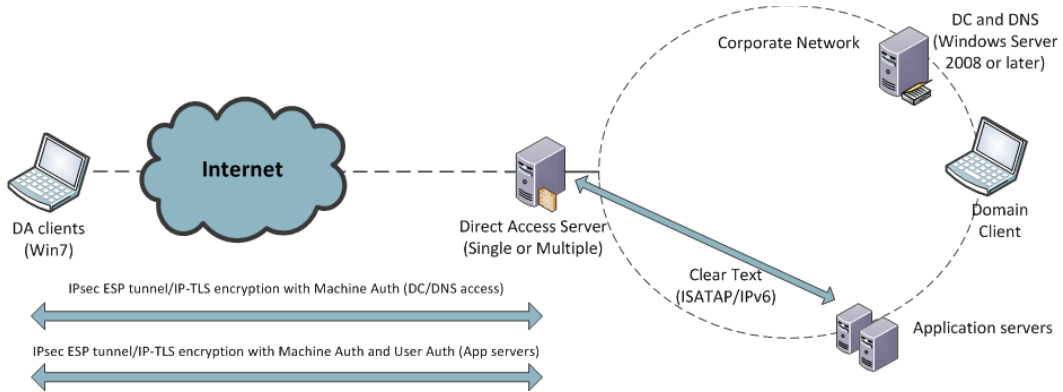 Corporate Network
DC and DNS
(Windows Server
2008 or later)
Internet
DA clients
(Win7)
Direct Access Server
(Single or Multiple)
Domain
Client
Clear Text
(ISATAP/IPv6)
Application servers
IPsec ESP tunnel/IP-TLS encryption with Machine Auth (DC/DNS access)
IPsec ESP tunnel/IP-TLS encryption with Machine Auth and User Auth (App servers)